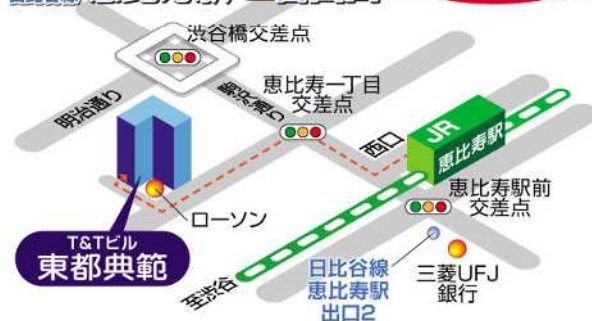 渋谷橋交差点
明治通り
駒沢通り
恵比寿一丁目
交差点
西口
JR
恵比寿駅
恵比寿駅前
交差点
ローソン
T&Tビル
東都典範
至渋谷
日比谷線
恵比寿駅
出口2
三菱UFJ
銀行